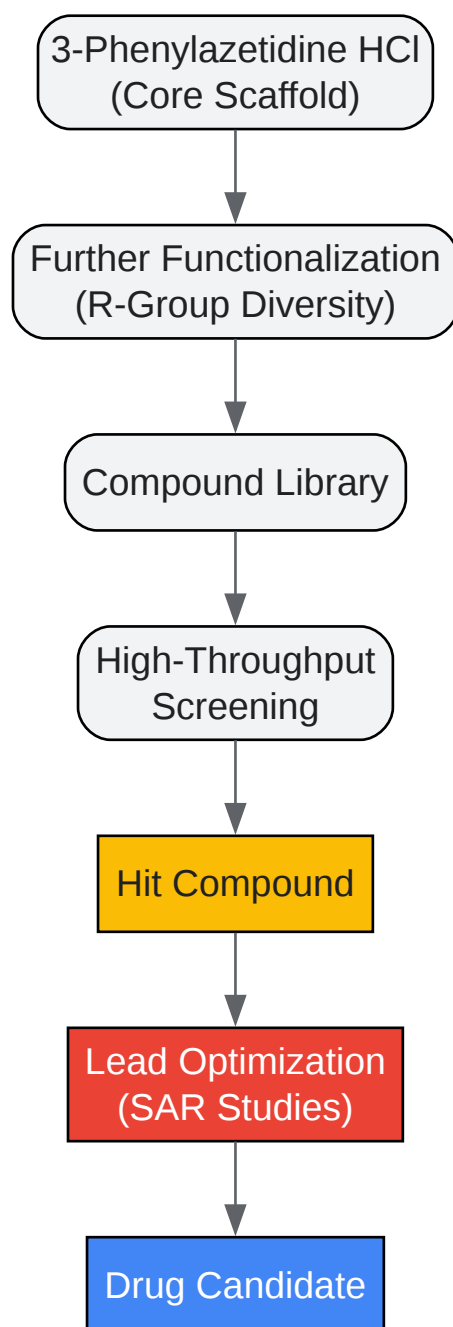 3-Phenylazetidine HCl
(Core Scaffold)
Further Functionalization
(R-Group Diversity)
Compound Library
High-Throughput
Screening
Hit Compound
Lead Optimization
(SAR Studies)
Drug Candidate